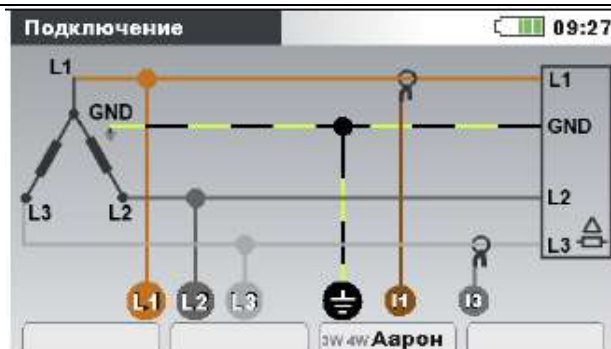 Подключение 09:27
L1 L1
GND GND
L3 L2 L2
L3
L1 L2 L3 I1 I3
3W 4W Аарон